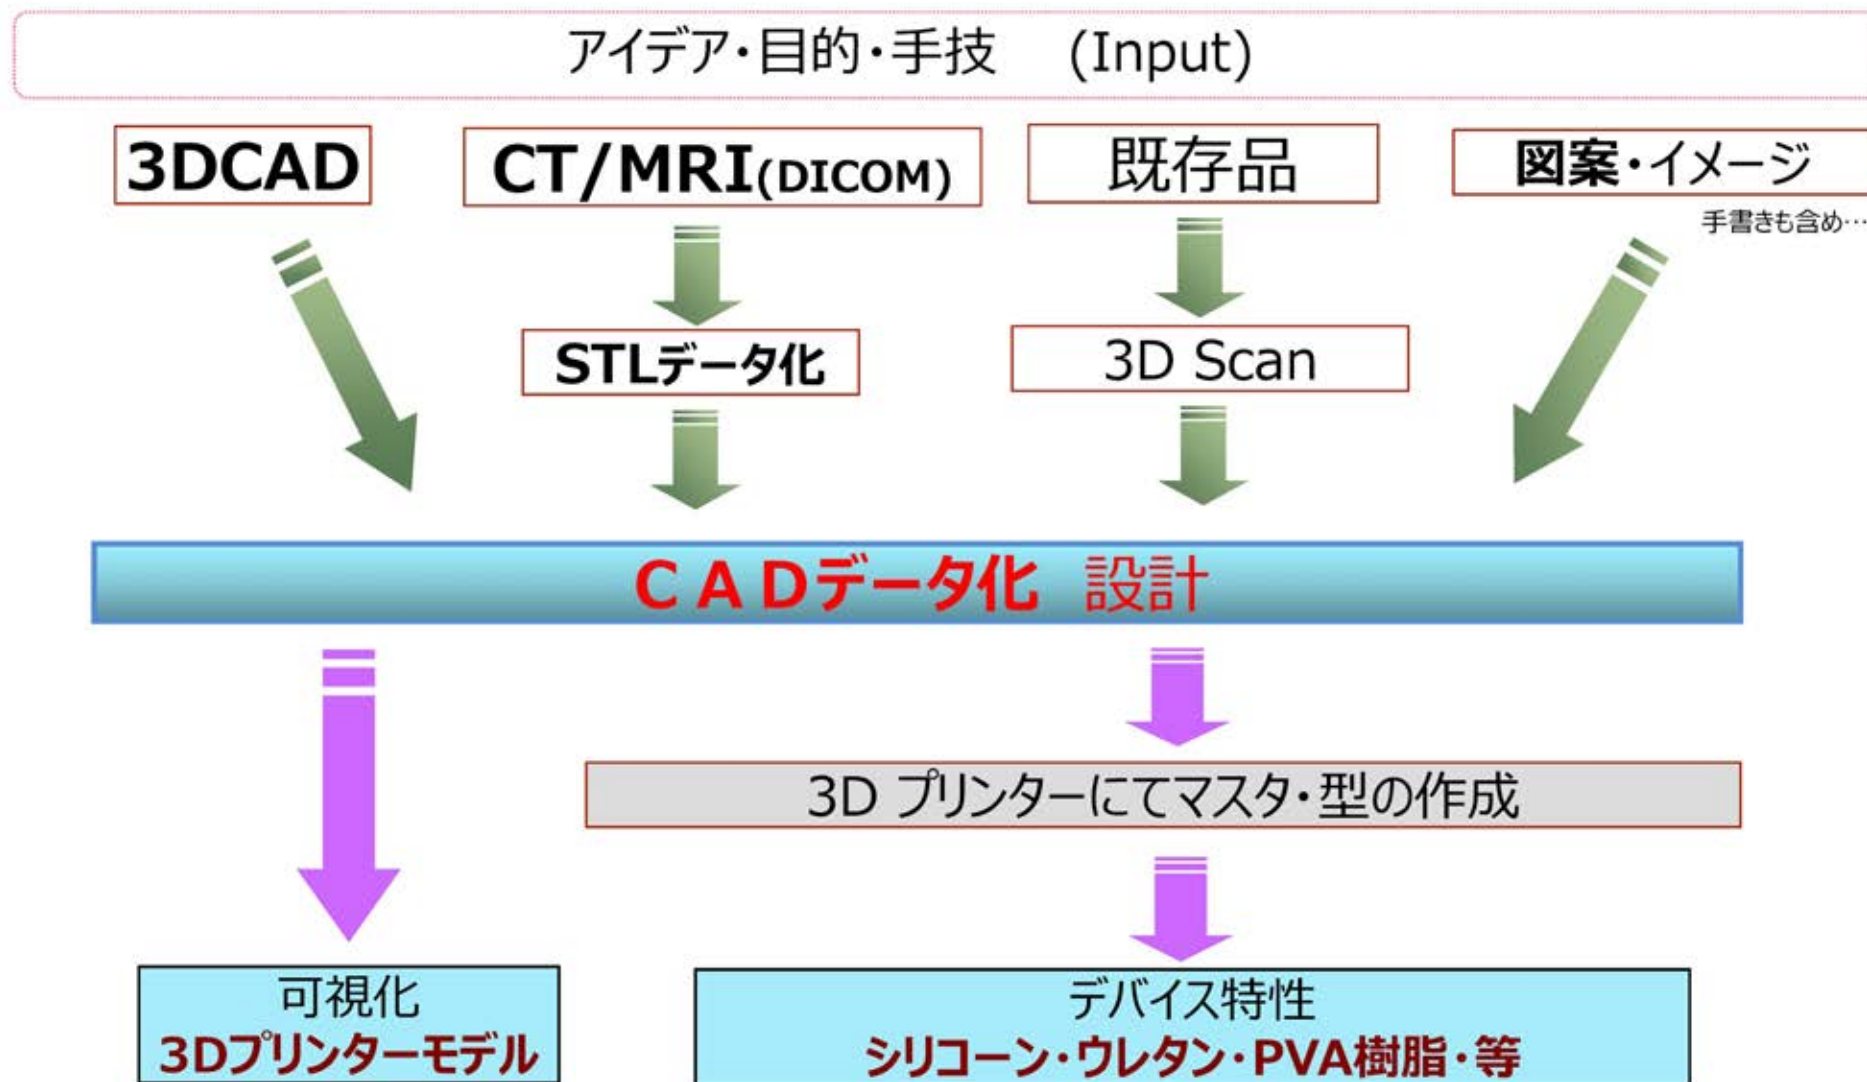 アイデア・目的・手技　(Input)
3DCAD
CT/MRI(DICOM)
既存品
図案・イメージ
手書きも含め…
STLデータ化
3D Scan
ＣＡＤデータ化　設計
3D プリンターにてマスタ・型の作成
可視化
3Dプリンターモデル
デバイス特性
シリコーン・ウレタン・PVA樹脂・等